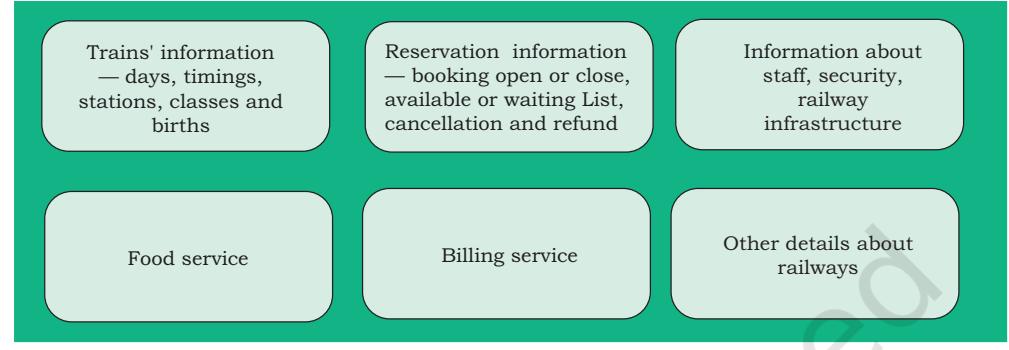 Trains' information
— days, timings,
stations, classes and
births
Reservation information
— booking open or close,
available or waiting List,
cancellation and refund
Information about
staff, security,
railway
infrastructure
Food service
Billing service
Other details about
railways
ed